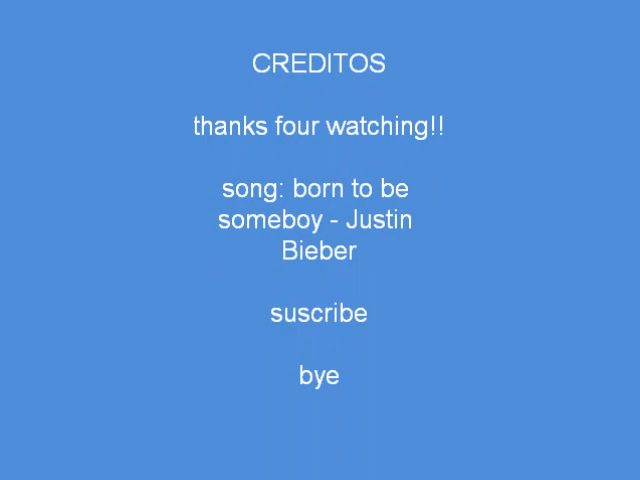 CREDITOS
thanks four watching!!
song: born to be
someboy - Justin
Bieber
suscribe
bye